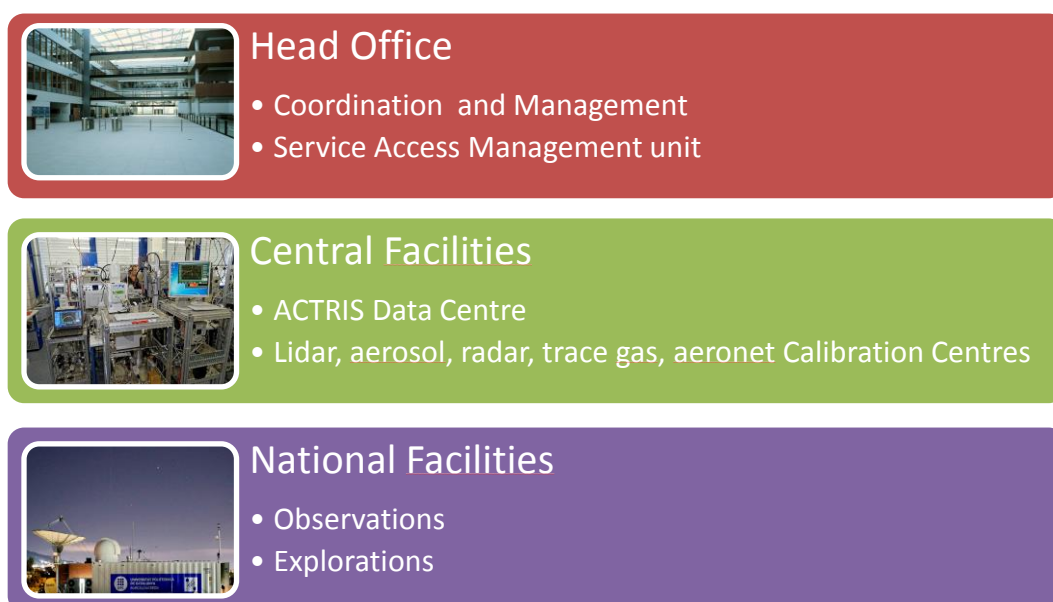 Head Office
• Coordination and Management
• Service Access Management unit
Central Facilities
• ACTRIS Data Centre
• Lidar, aerosol, radar, trace gas, aeronet Calibration Centres
National Facilities
• Observations
• Explorations